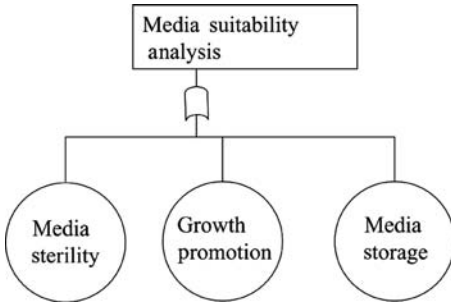 Media suitability
analysis
Media
sterility
Growth
promotion
Media
storage